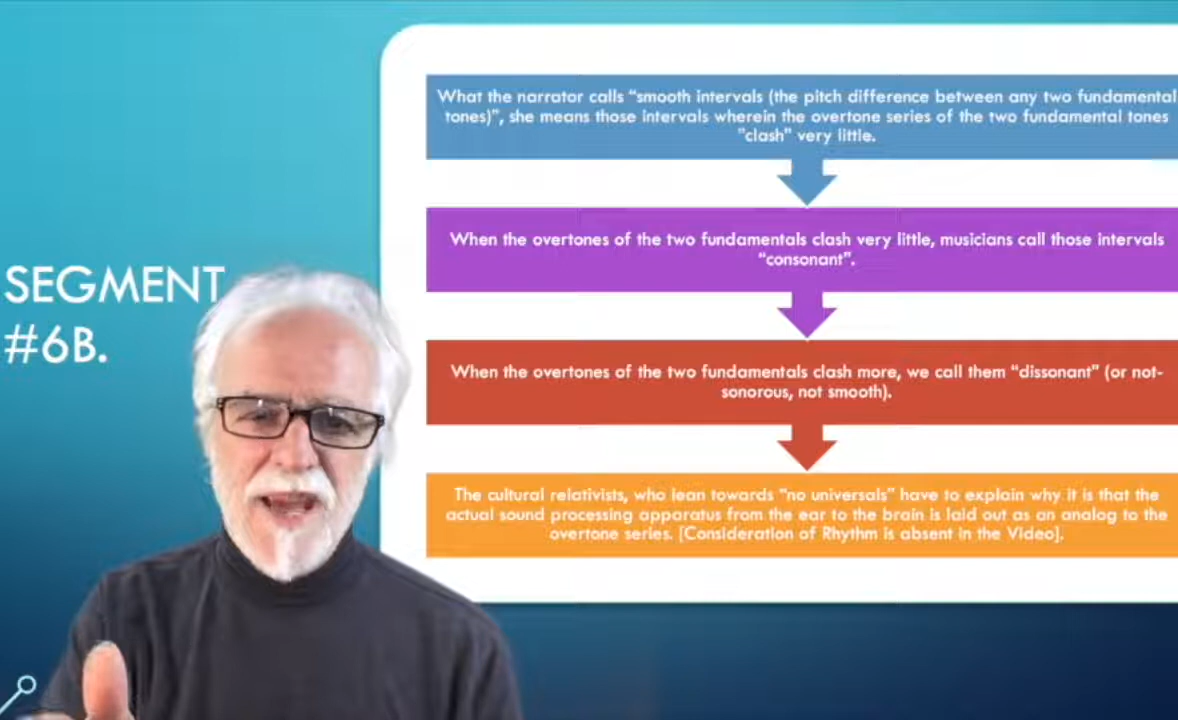 SEGMENT
#6B.
What the narrator calls "smooth intervals (the pitch difference between any two fundamental
tones)", she means those intervals wherein the overtone series of the two fundamental tones
"clash" very little.
When the overtones of the two fundamentals clash very little, musicians call those intervals
"consonant".
When the overtones of the two fundamentals clash more, we call them "dissonant" (or not-
sonorous, not smooth).
The cultural relativists, who lean towards "no universals" have to explain why it is that the
actual sound processing apparatus from the ear to the brain is laid out as an analog to the
overtone series. [Consideration of Rhythm is absent in the Video].